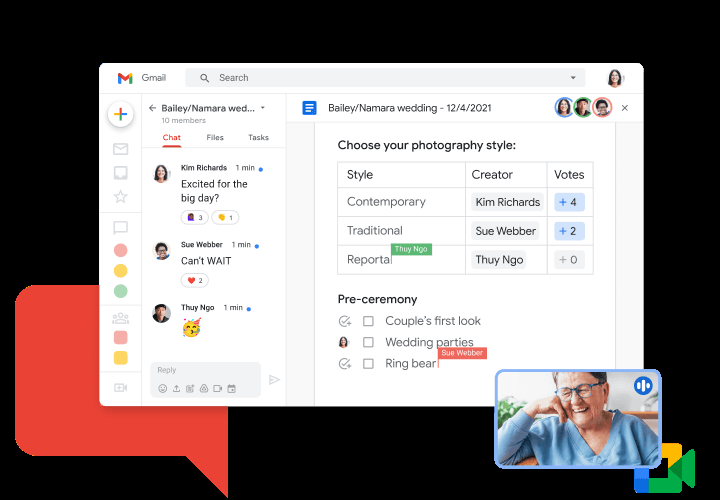 Gmail
Search
Bailey/Namara wed...
10 members
Chat Files Tasks
Kim Richards 1 min
Excited for the
big day?
3 1
Sue Webber 1 min
Can't WAIT
2
Thuy Ngo 1 min
Reply
Bailey/Namara wedding - 12/4/2021
Choose your photography style:
Style Creator Votes
Contemporary Kim Richards + 4
Traditional Sue Webber + 2
Thuy Ngo
Reporta Thuy Ngo + 0
Pre-ceremony
Couple's first look
Wedding parties
Sue Webber
Ring bear